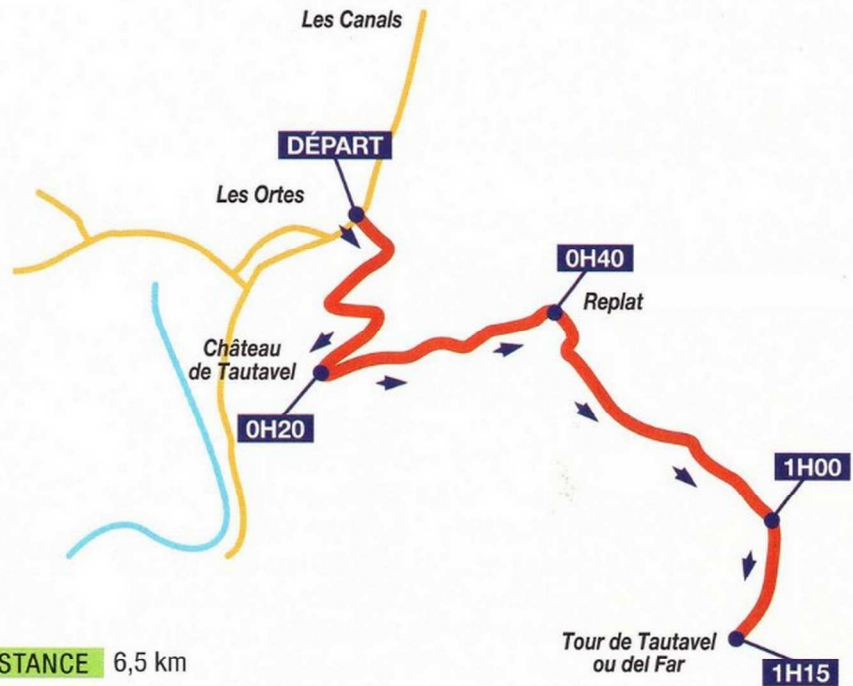 Les Canals
DÉPART
Les Ortes
0H40
Replat
Château
de Tautavel
0H20
1H00
Tour de Tautavel
ou del Far
1H15
STANCE 6,5 km